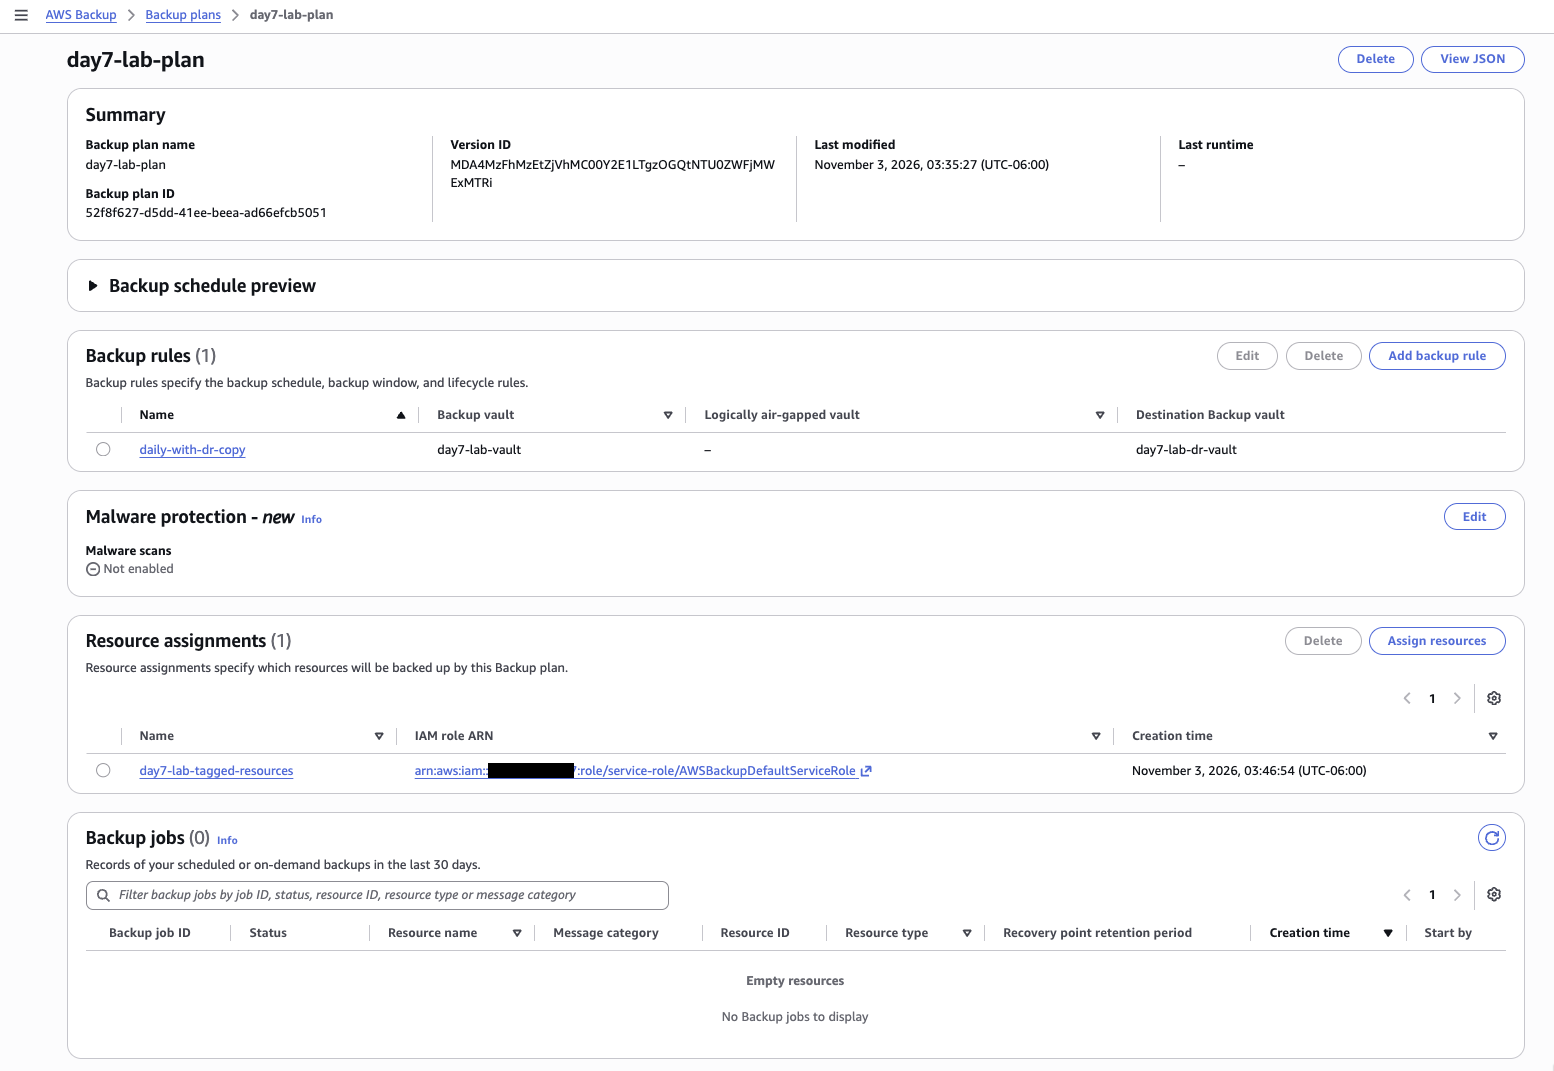 AWS Backup
Backup plans
day7-lab-plan
day7-lab-plan
Delete
View JSON
Summary
Backup plan name
day7-lab-plan
Backup plan ID
52f8f627-d5dd-41ee-beea-ad66efcb5051
Version ID
MDA4MzFhMzEtZjVhMC00Y2E1LTgzOGQtNTU0ZWFjMW
ExMTRi
Last modified
November 3, 2026, 03:35:27 (UTC-06:00)
Last runtime
–
Backup schedule preview
Backup rules (1)
Edit
Delete
Add backup rule
Backup rules specify the backup schedule, backup window, and lifecycle rules.
Name
Backup vault
Logically air-gapped vault
Destination Backup vault
daily-with-dr-copy
day7-lab-vault
–
day7-lab-dr-vault
Malware protection - new Info
Edit
Malware scans
Not enabled
Resource assignments (1)
Delete
Assign resources
Resource assignments specify which resources will be backed up by this Backup plan.
1
Name
IAM role ARN
Creation time
day7-lab-tagged-resources
arn:aws:iam:: :role/service-role/AWSBackupDefaultServiceRole
November 3, 2026, 03:46:54 (UTC-06:00)
Backup jobs (0) Info
Records of your scheduled or on-demand backups in the last 30 days.
Filter backup jobs by job ID, status, resource ID, resource type or message category
1
Backup job ID
Status
Resource name
Message category
Resource ID
Resource type
Recovery point retention period
Creation time
Start by
Empty resources
No Backup jobs to display